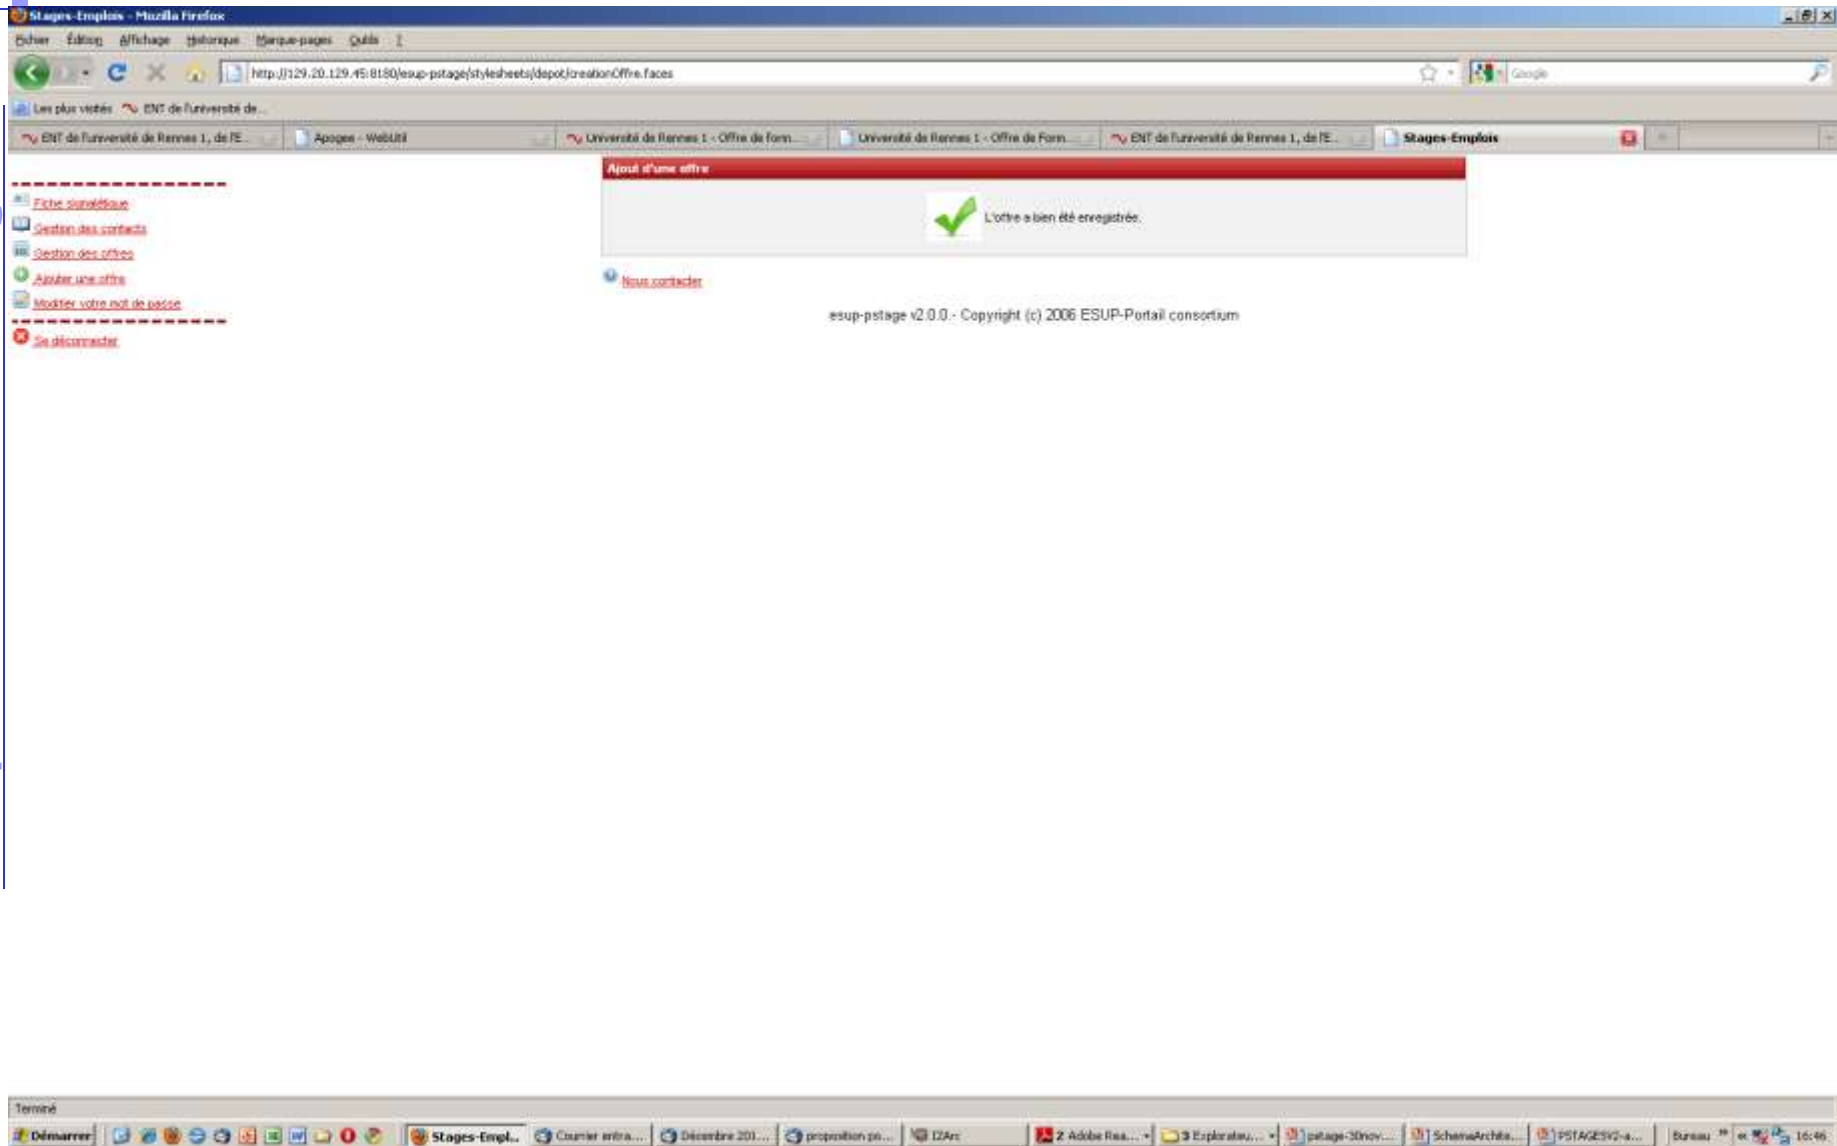 Stages-Emplois - Mozilla Firefox
Fichier Édition Affichage Historique Marque-pages Outils ?
http://129.20.129.45:8180/esup-pstage/stylesheets/depot/creationOffre.faces
Google
Les plus visités ENT de l'université de...
ENT de l'université de Rennes 1, de l'E... Apogee - WebUtil Université de Rennes 1 - Offre de form... Université de Rennes 1 - Offre de Form... ENT de l'université de Rennes 1, de l'E... Stages-Emplois
Ajout d'une offre
L'offre a bien été enregistrée.
Fiche signalétique
Gestion des contacts
Gestion des offres
Ajouter une offre
Modifier votre mot de passe
Se déconnecter
Nous contacter
esup-pstage v2.0.0 - Copyright (c) 2006 ESUP-Portail consortium
Terminé
Démarrer Stages-Empl... Courrier entra... Décembre 201... proposition po... IZArc 2 Adobe Rea... 3 Explorateu... pstage-30nov... SchemaArchite... PSTAGESV2-a... Bureau 16:46